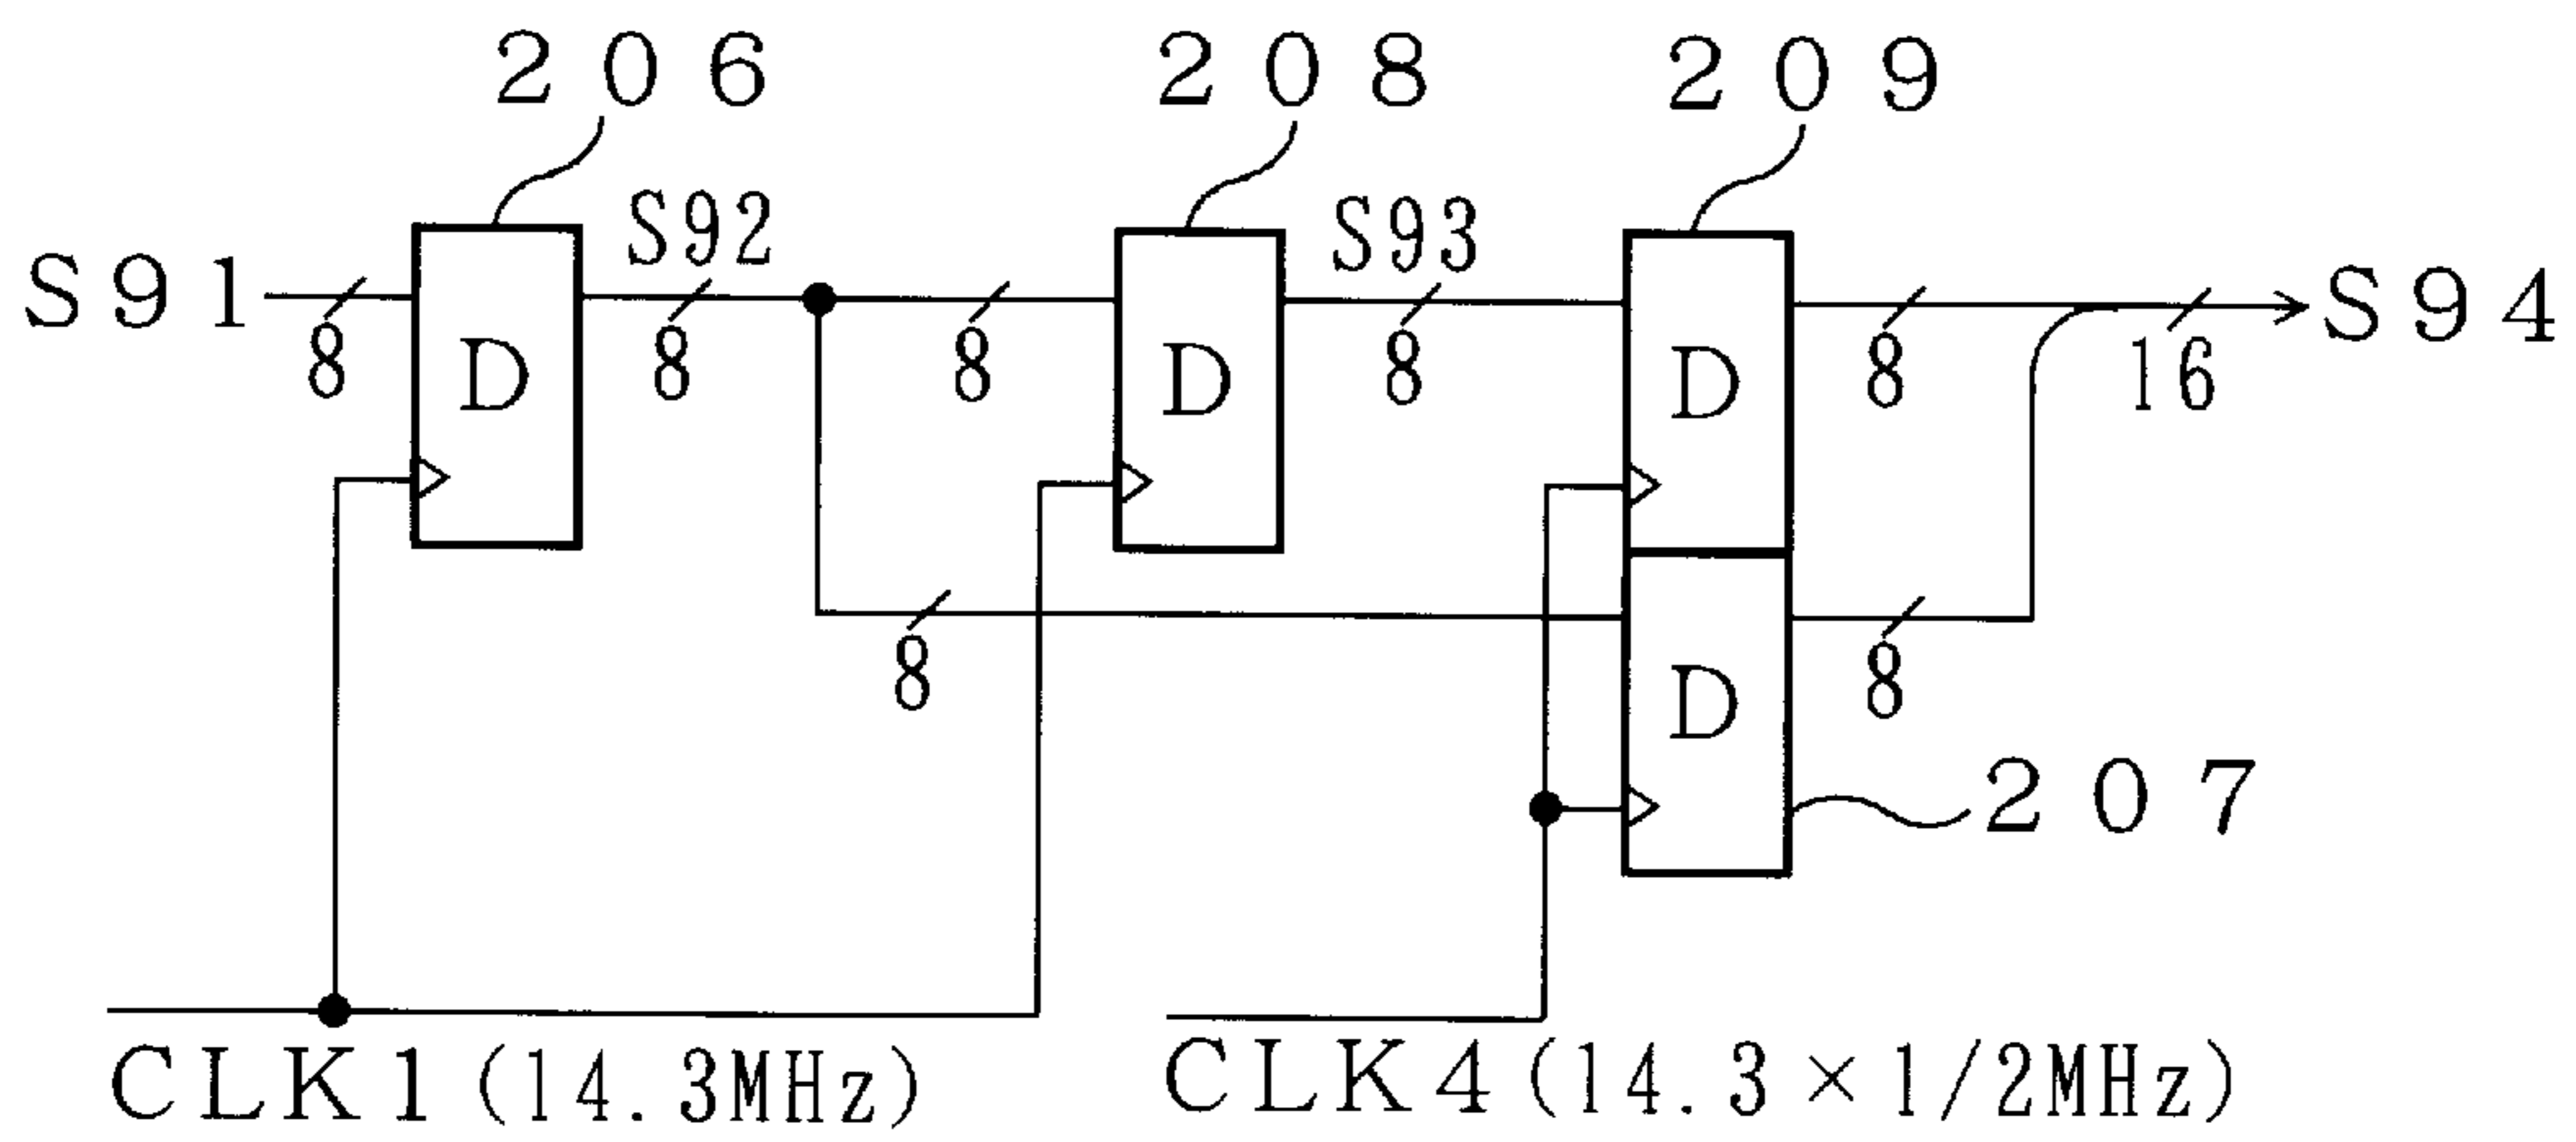 206 208 209
S92 S93
S91 S94
8 8 8 8 8 16
D D D
8 8
D
207
CLK1 (14.3MHz) CLK4 (14.3×1/2MHz)